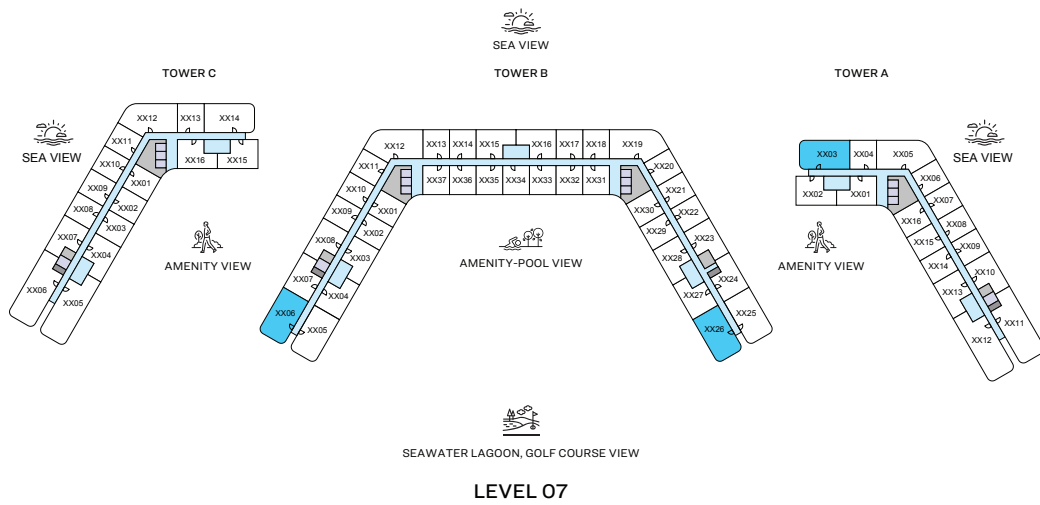 SEA VIEW
TOWER C
TOWER B
TOWER A
SEA VIEW
SEA VIEW
XX12
XX13
XX14
XX11
XX10
XX16
XX15
XX09
XX01
XX08
XX02
XX07
XX03
XX06
XX04
XX05
AMENITY VIEW
XX12
XX13
XX14
XX15
XX16
XX17
XX18
XX19
XX11
XX37
XX36
XX35
XX34
XX33
XX32
XX31
XX20
XX10
XX01
XX30
XX21
XX09
XX02
XX29
XX22
XX08
XX03
XX28
XX23
XX07
XX04
XX27
XX24
XX06
XX05
XX26
XX25
AMENITY-POOL VIEW
XX03
XX04
XX05
XX02
XX01
XX06
XX16
XX07
XX15
XX08
XX14
XX09
XX13
XX10
XX12
XX11
AMENITY VIEW
SEAWATER LAGOON, GOLF COURSE VIEW
LEVEL 07